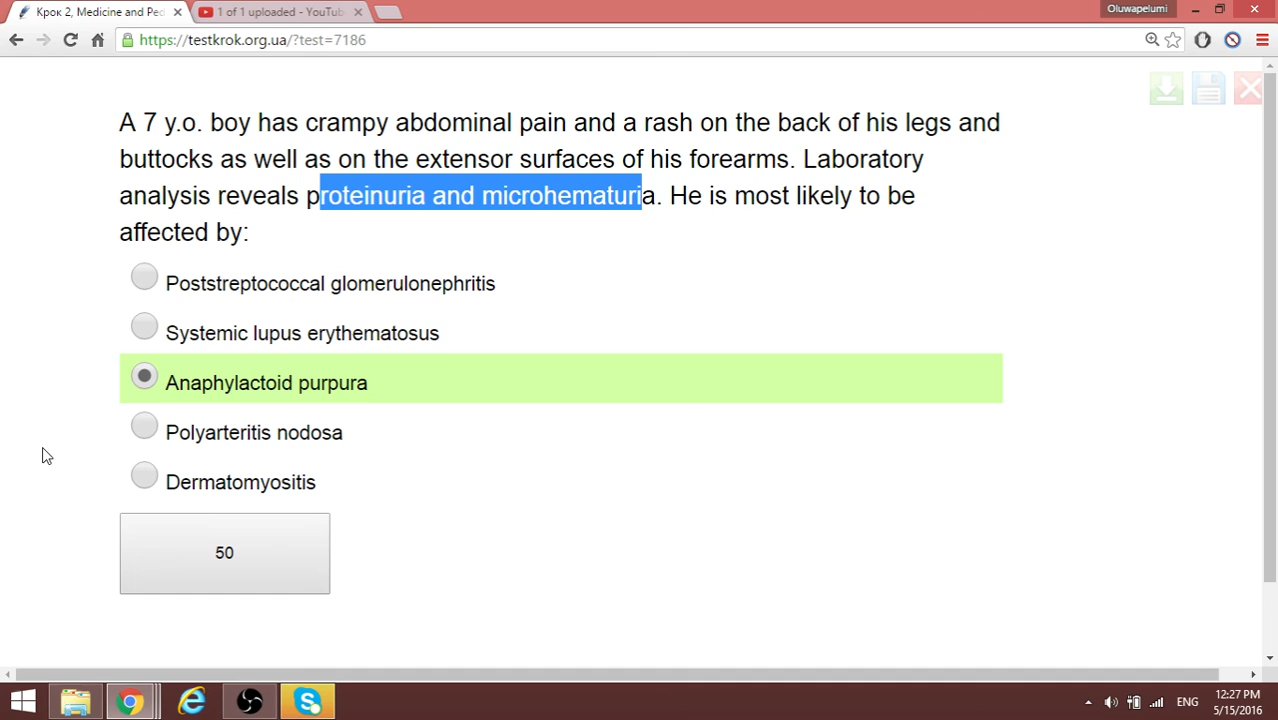 Крок 2, Medicine and Ped
1 of 1 uploaded - YouTub
Oluwapelumi
https://testkrok.org.ua/?test=7186
A 7 y.o. boy has crampy abdominal pain and a rash on the back of his legs and
buttocks as well as on the extensor surfaces of his forearms. Laboratory
analysis reveals proteinuria and microhematuria. He is most likely to be
affected by:
Poststreptococcal glomerulonephritis
Systemic lupus erythematosus
Anaphylactoid purpura
Polyarteritis nodosa
Dermatomyositis
50
ENG
12:27 PM
5/15/2016